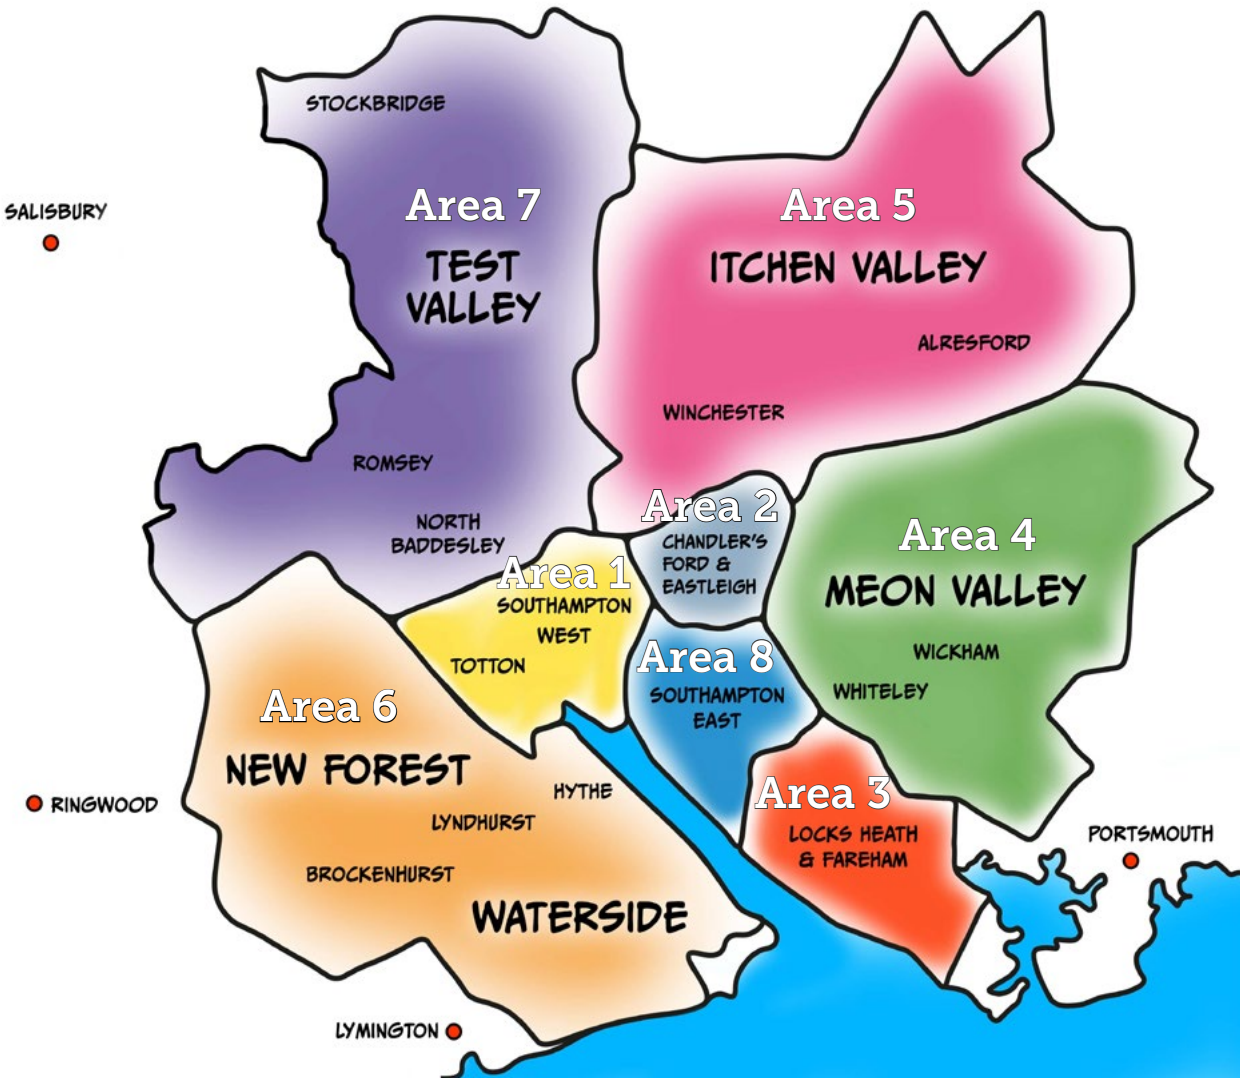 STOCKBRIDGE
SALISBURY
Area 7
TEST
VALLEY
Area 5
ITCHEN VALLEY
ALRESFORD
WINCHESTER
ROMSEY
NORTH
BADDESLEY
Area 2
CHANDLER'S
FORD &
EASTLEIGH
Area 4
MEON VALLEY
WICKHAM
WHITELEY
Area 1
SOUTHAMPTON
WEST
TOTTON
Area 8
SOUTHAMPTON
EAST
Area 6
NEW FOREST
HYTHE
LYNDHURST
BROCKENHURST
WATERSIDE
RINGWOOD
Area 3
LOCKS HEATH
& FAREHAM
PORTSMOUTH
LYMINGTON